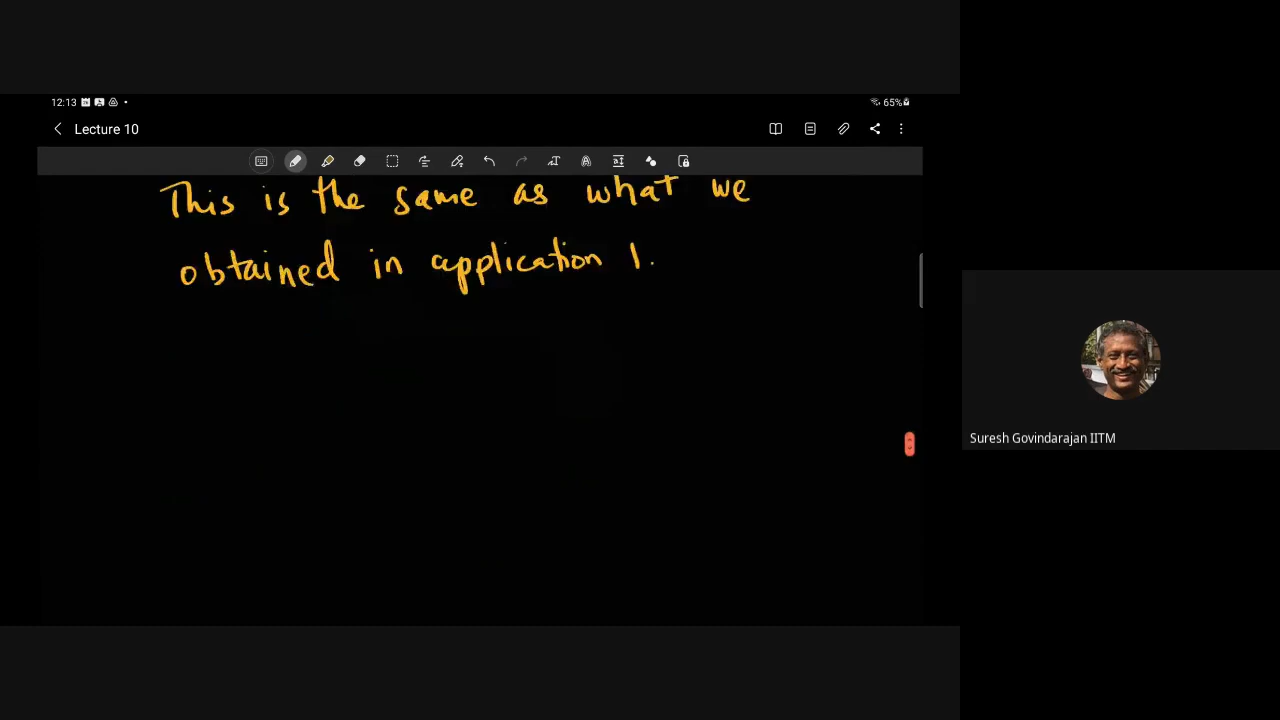 12:13 65%
Lecture 10
This is the same as what we
obtained in application 1.
Suresh Govindarajan IITM